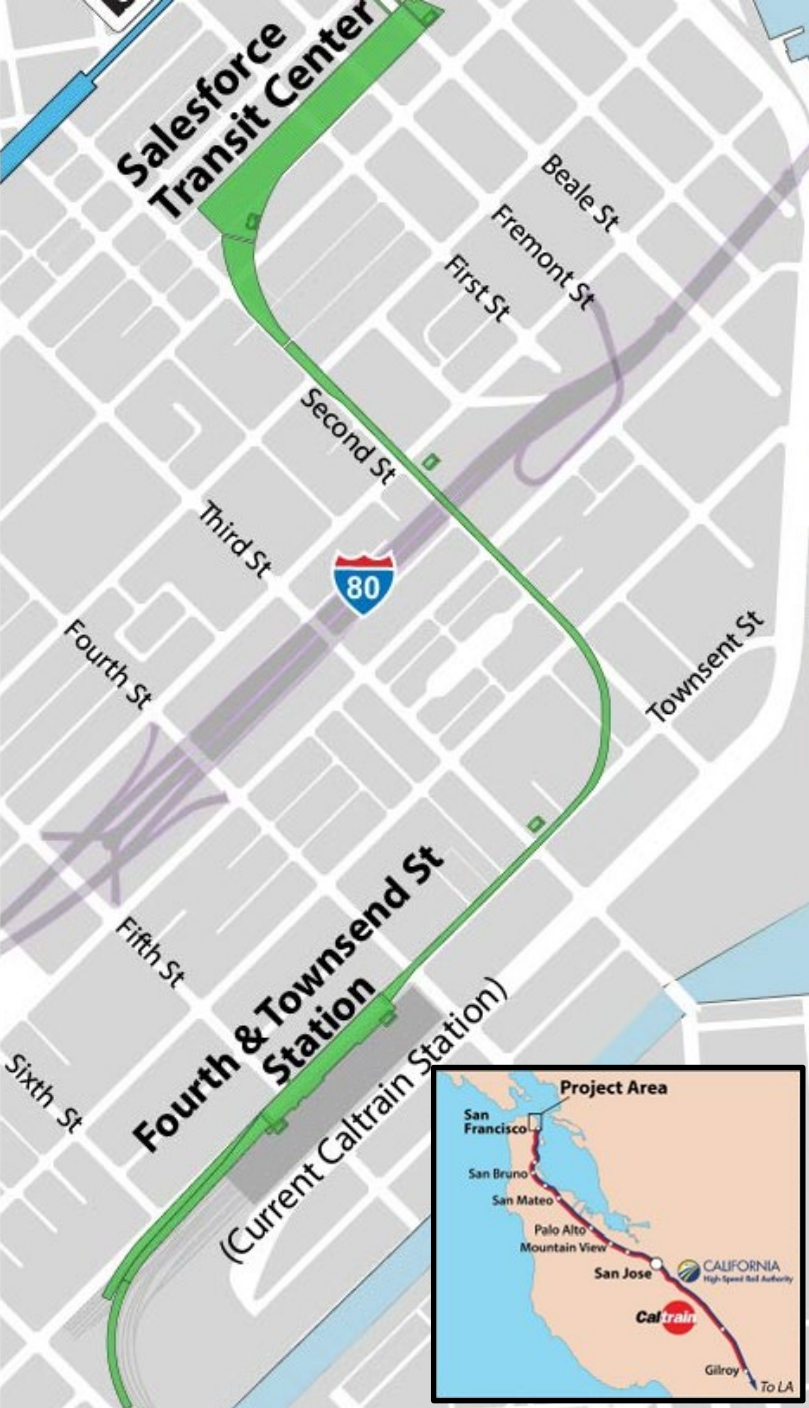 Salesforce
Transit Center
Beale St
Fremont St
First St
Second St
Third St
80
Fourth St
Townsent St
Fifth St
Fourth & Townsend St
Station
(Current Caltrain Station)
Sixth St
Project Area
San
Francisco
San Bruno
San Mateo
Palo Alto
Mountain View
San Jose
CALIFORNIA
High-Speed Rail Authority
Caltrain
Gilroy
To LA